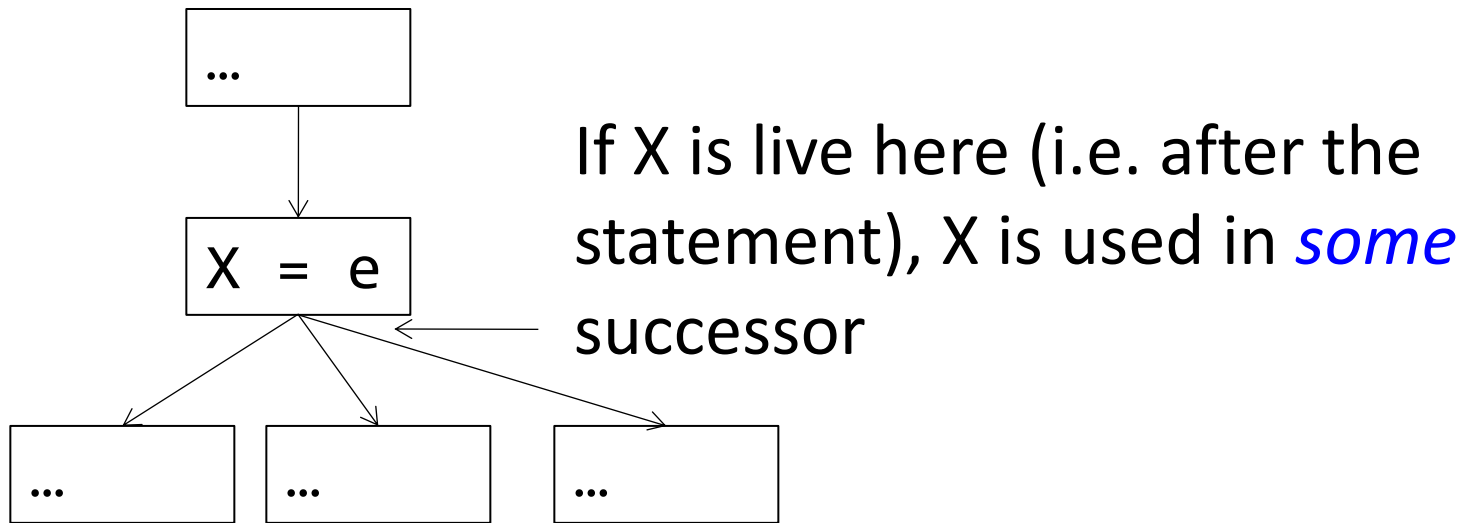 …
If X is live here (i.e. after the
statement), X is used in some
successor
X = e
…
…
…